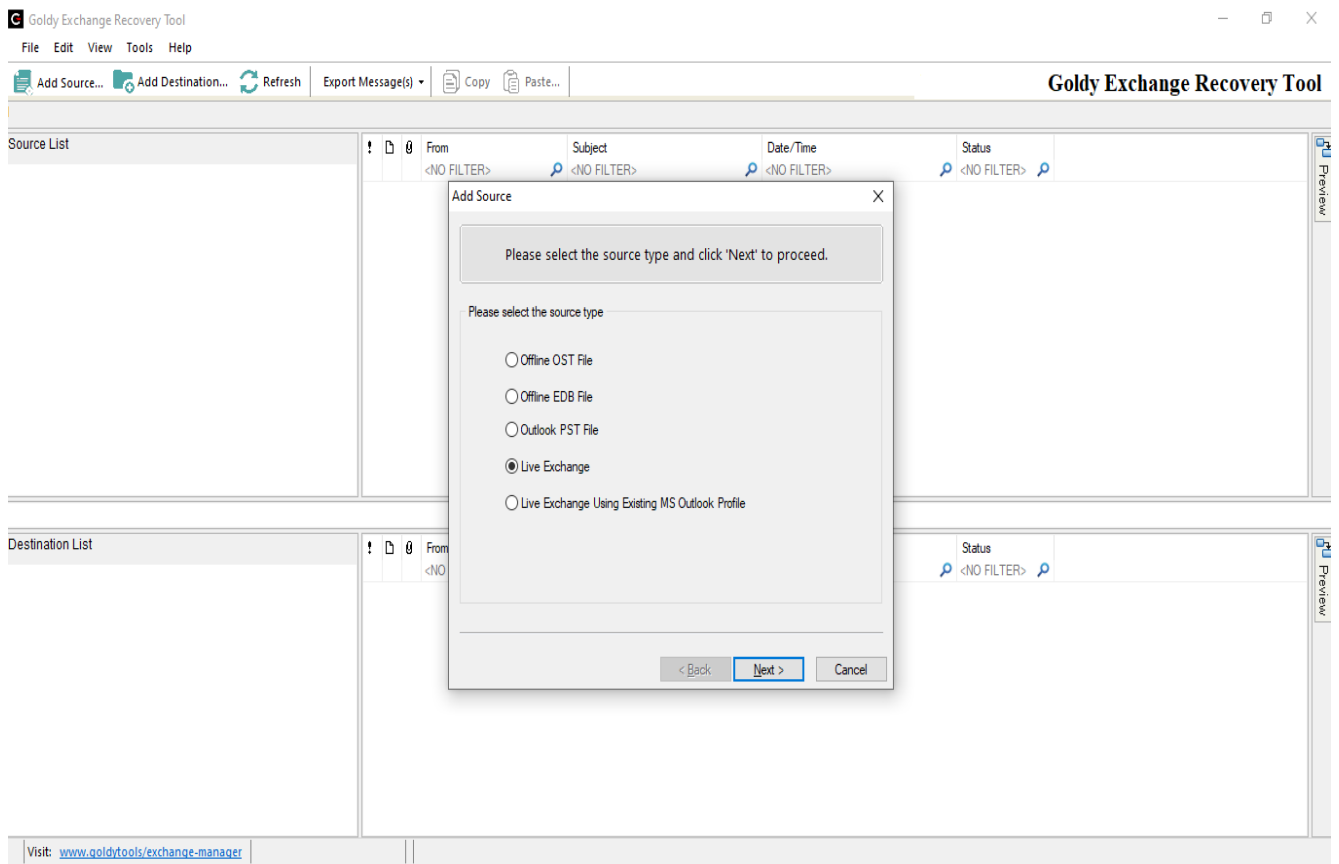 Goldy Exchange Recovery Tool
File Edit View Tools Help
Add Source... Add Destination... Refresh Export Message(s) Copy Paste... Goldy Exchange Recovery Tool
Source List
! From Subject Date/Time Status
<NO FILTER> <NO FILTER> <NO FILTER> <NO FILTER>
Preview
Add Source
Please select the source type and click 'Next' to proceed.
Please select the source type
Offline OST File
Offline EDB File
Outlook PST File
Live Exchange
Live Exchange Using Existing MS Outlook Profile
< Back Next > Cancel
Destination List
! From Status
<NO <NO FILTER>
Preview
Visit: www.goldytools/exchange-manager